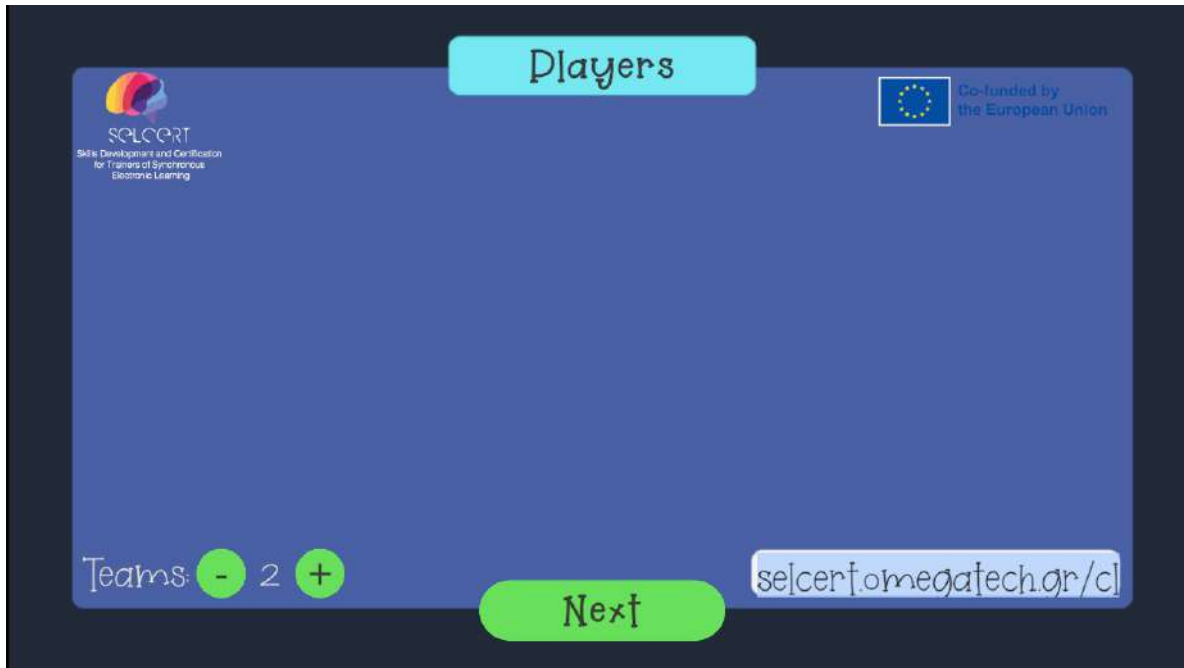 Players
SELCERT
Skills Development and Certification
for Trainers of Synchronous
Electronic Learning
Co-funded by
the European Union
Teams: - 2 +
selcert.omegatech.gr/cl
Next